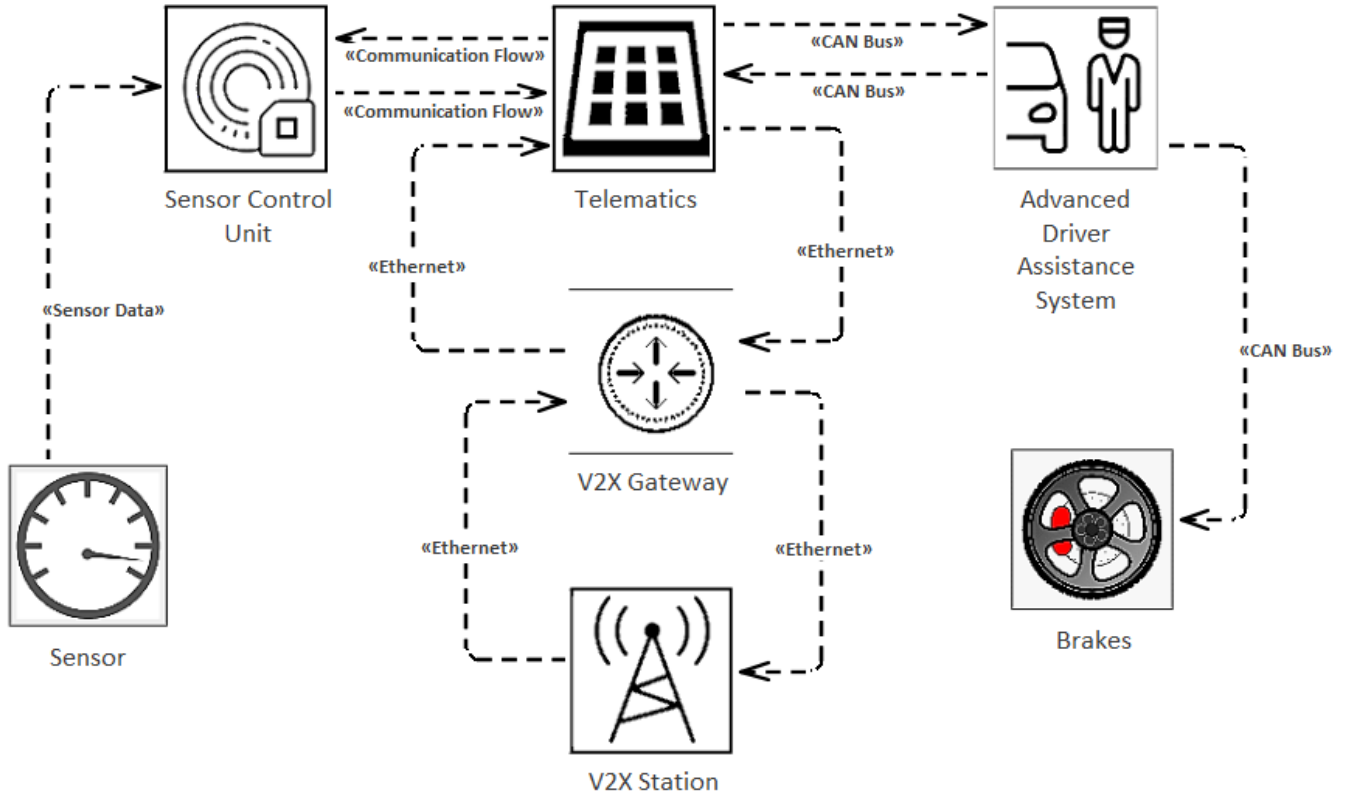 «Communication Flow»
«CAN Bus»
«CAN Bus»
«Communication Flow»
Sensor Control
Unit
Telematics
Advanced
Driver
Assistance
System
«Ethernet»
«Ethernet»
«Sensor Data»
«CAN Bus»
V2X Gateway
«Ethernet»
«Ethernet»
Sensor
Brakes
V2X Station